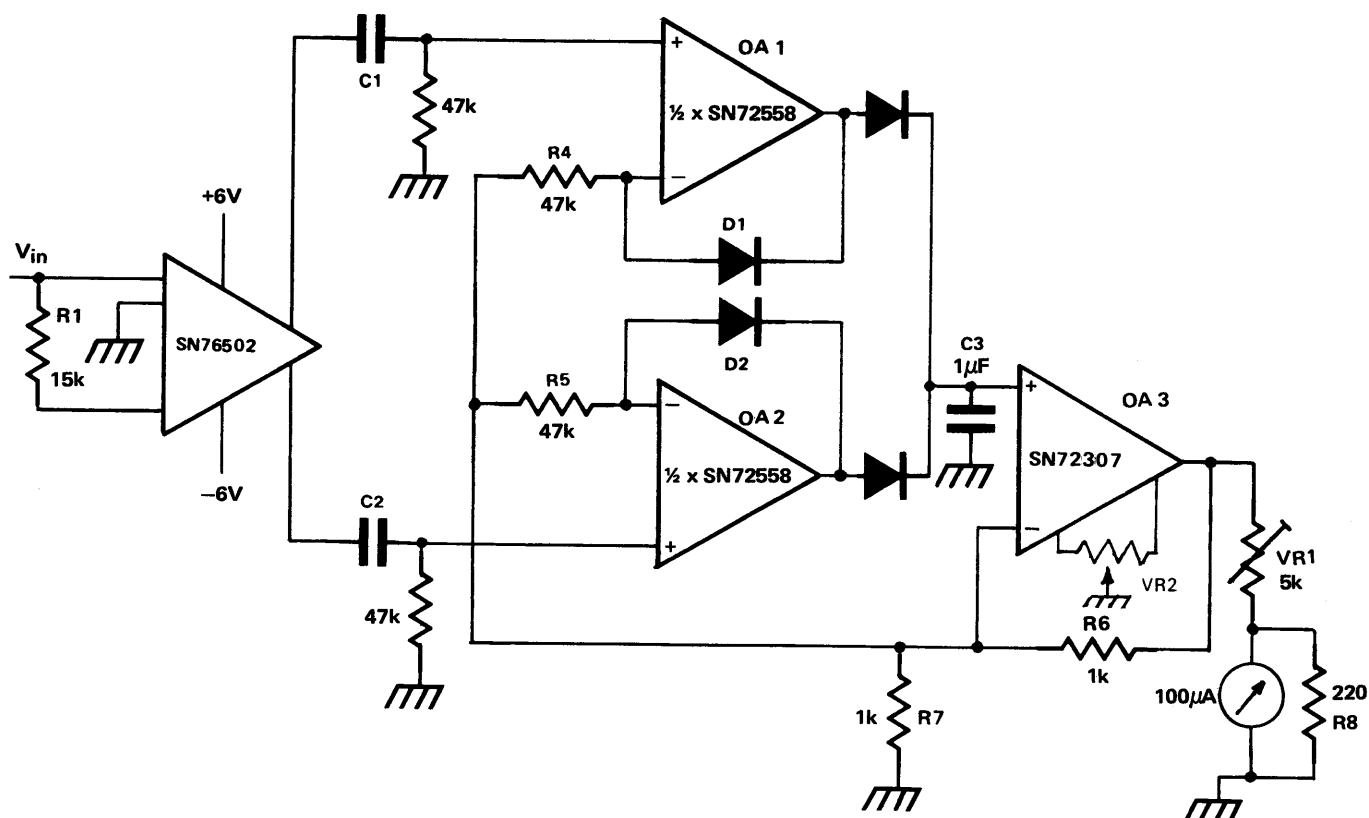 OA 1
C1
47k
½ x SN72558
R4
47k
+6V
D1
Vin
R1
SN76502
D2
C3
1µF
15k
R5
47k
OA 2
OA 3
½ x SN72558
SN72307
–6V
C2
VR1
5k
VR2
47k
R6
1k
100µA
220
R8
1k
R7
+
−
−
+
+
−